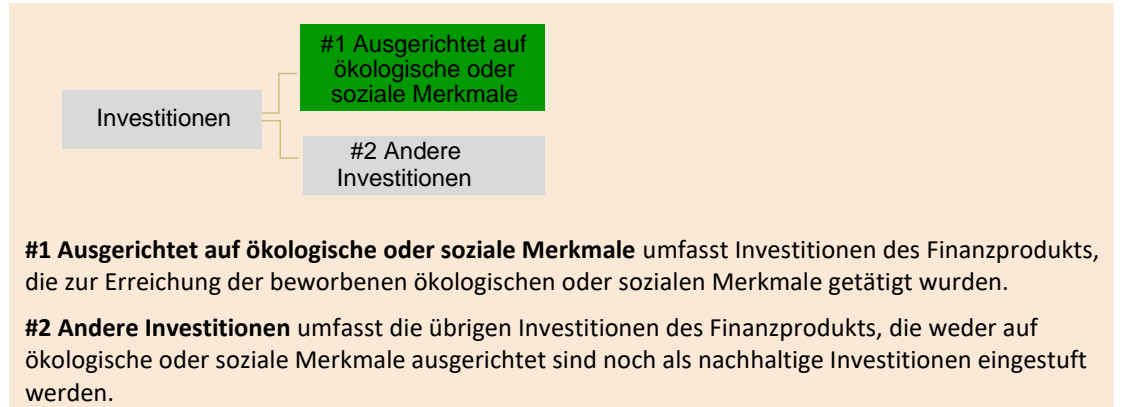 #1 Ausgerichtet auf
ökologische oder
soziale Merkmale
Investitionen
#2 Andere
Investitionen
#1 Ausgerichtet auf ökologische oder soziale Merkmale umfasst Investitionen des Finanzprodukts,
die zur Erreichung der beworbenen ökologischen oder sozialen Merkmale getätigt wurden.
#2 Andere Investitionen umfasst die übrigen Investitionen des Finanzprodukts, die weder auf
ökologische oder soziale Merkmale ausgerichtet sind noch als nachhaltige Investitionen eingestuft
werden.